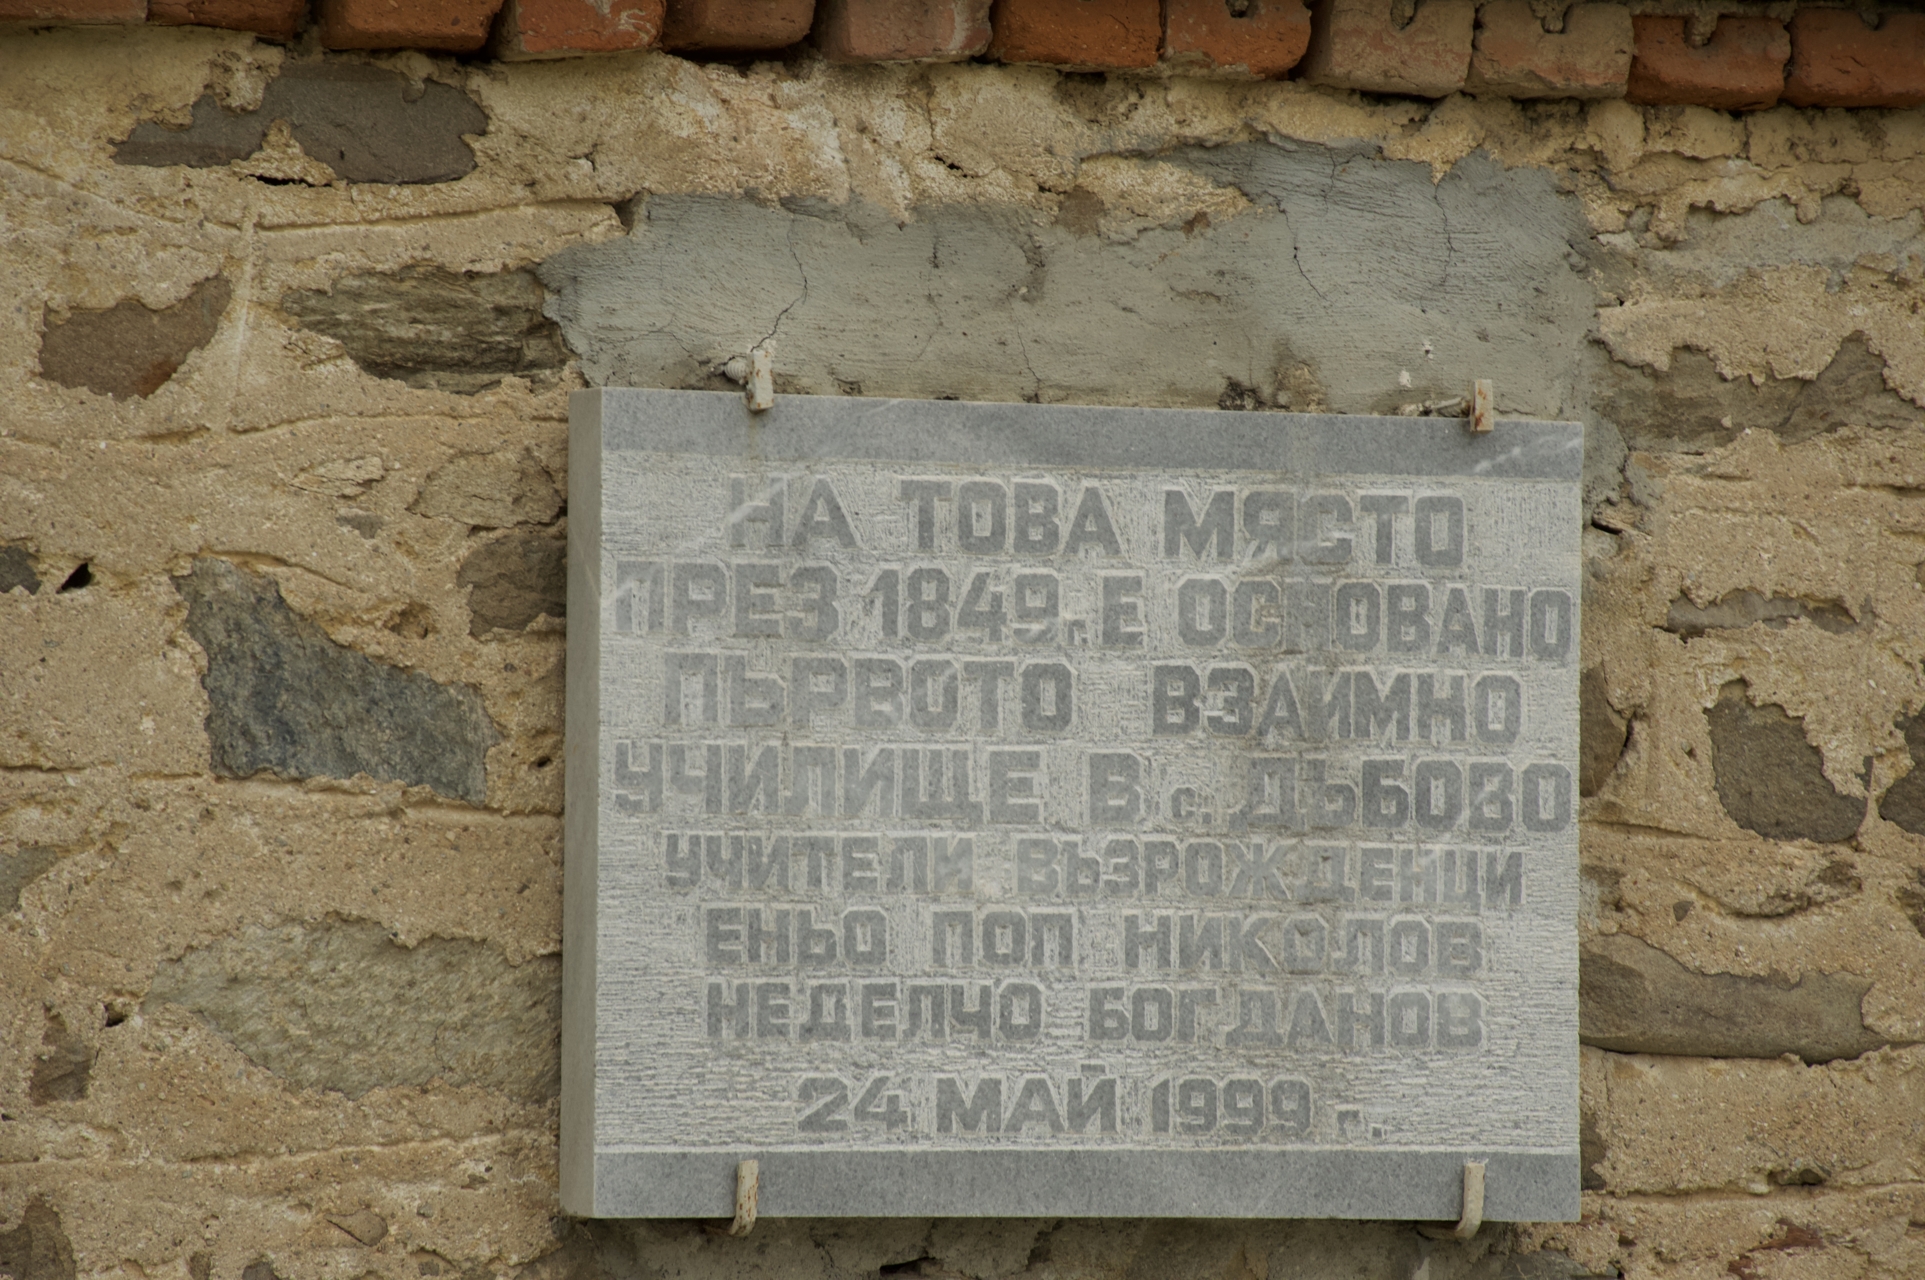 НА ТОВА МЯСТО
ПРЕЗ 1849 г. Е ОСНОВАНО
ПЪРВОТО ВЗАИМНО
УЧИЛИЩЕ В с. ДЪБОВО
УЧИТЕЛИ ВЪЗРОЖДЕНЦИ
ЕНЬО ПОП НИКОЛОВ
НЕДЕЛЧО БОГДАНОВ
24 МАЙ 1999 г.